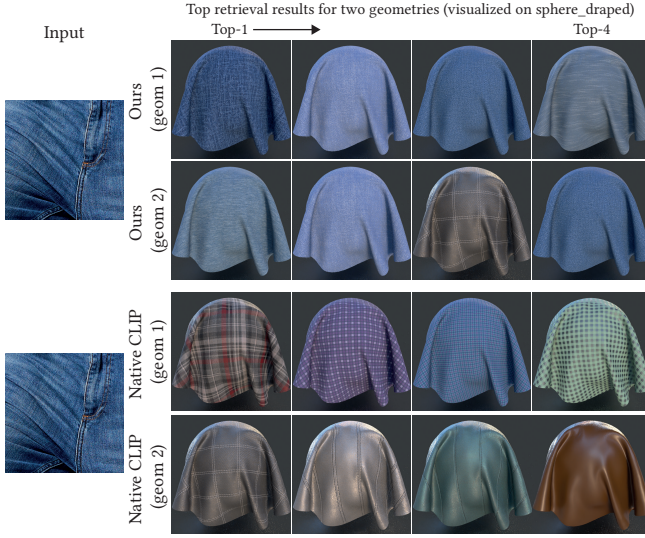 Top retrieval results for two geometries (visualized on sphere_draped)
Input
Top-1
Top-4
Ours
(geom 1)
Ours
(geom 2)
Native CLIP
(geom 1)
Native CLIP
(geom 2)